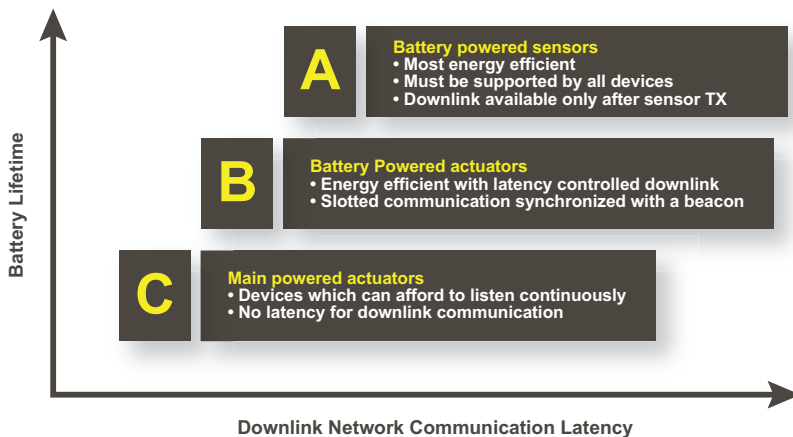 Battery Lifetime
A
Battery powered sensors
• Most energy efficient
• Must be supported by all devices
• Downlink available only after sensor TX
B
Battery Powered actuators
• Energy efficient with latency controlled downlink
• Slotted communication synchronized with a beacon
C
Main powered actuators
• Devices which can afford to listen continuously
• No latency for downlink communication
Downlink Network Communication Latency